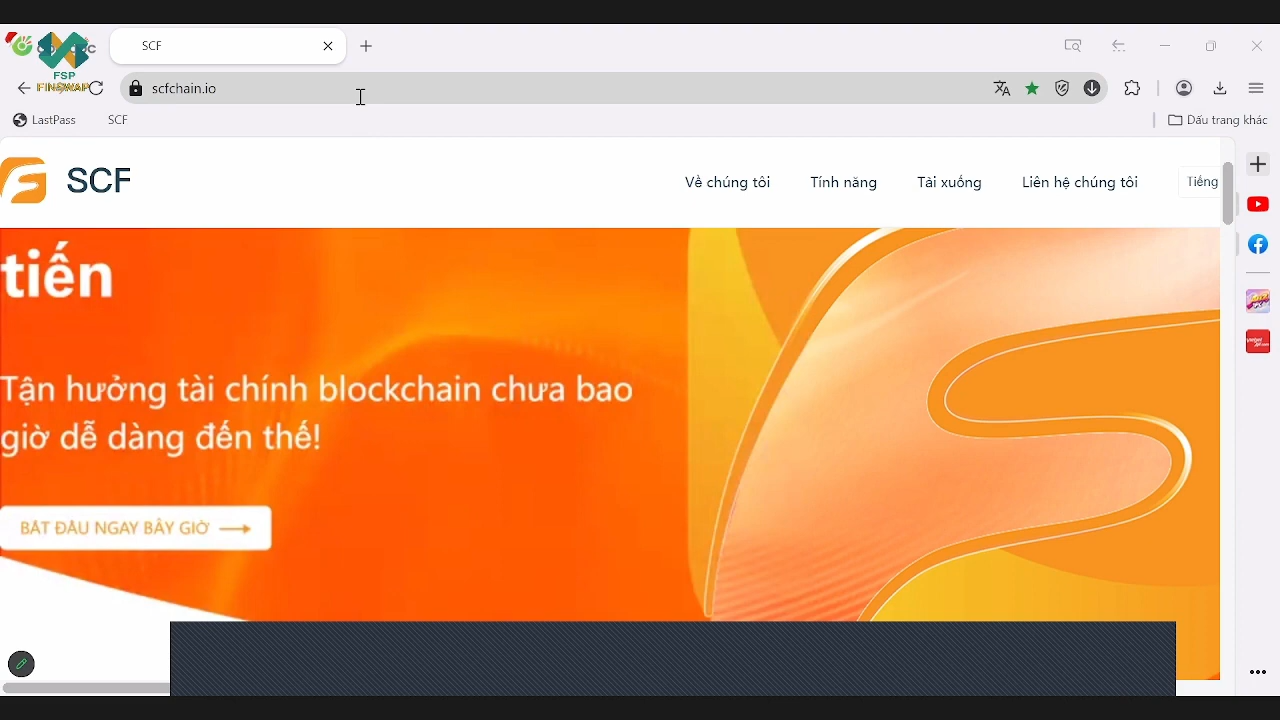 SCF
FSP
FINSWAP
scfchain.io
LastPass
SCF
Dấu trang khác
SCF
Về chúng tôi
Tính năng
Tải xuống
Liên hệ chúng tôi
Tiếng
tiến
Tận hưởng tài chính blockchain chưa bao
giờ dễ dàng đến thế!
BẮT ĐẦU NGAY BÂY GIỜ